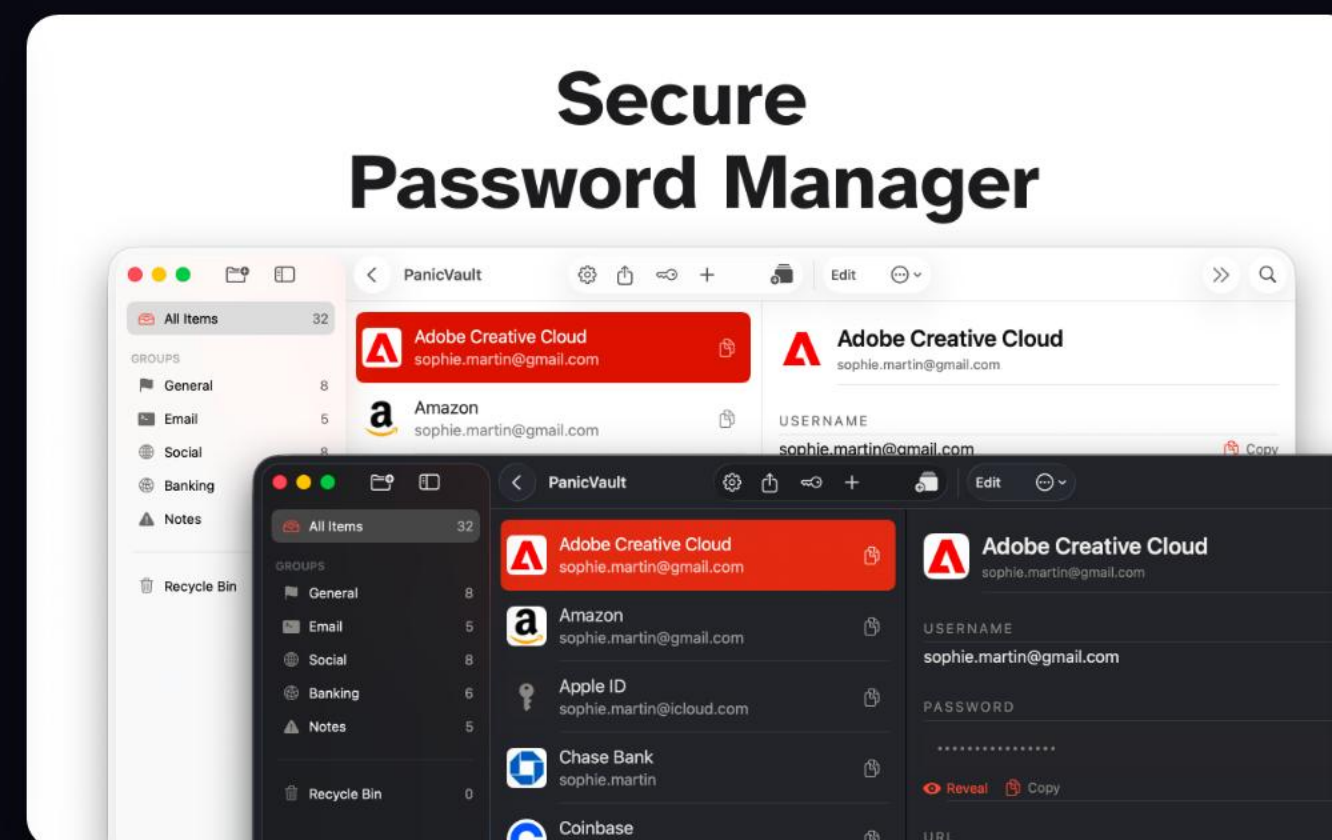 Secure
Password Manager
PanicVault
Edit
All Items 32
GROUPS
General 8
Email 5
Social 8
Banking
Notes
Recycle Bin
Adobe Creative Cloud
sophie.martin@gmail.com
Amazon
sophie.martin@gmail.com
Adobe Creative Cloud
sophie.martin@gmail.com
USERNAME
sophie.martin@gmail.com
Copy
PanicVault
Edit
All Items 32
GROUPS
General 8
Email 5
Social 8
Banking 6
Notes 5
Recycle Bin 0
Adobe Creative Cloud
sophie.martin@gmail.com
Amazon
sophie.martin@gmail.com
Apple ID
sophie.martin@icloud.com
Chase Bank
sophie.martin
Coinbase
Adobe Creative Cloud
sophie.martin@gmail.com
USERNAME
sophie.martin@gmail.com
PASSWORD
••••••••••••••••
Reveal Copy
URL